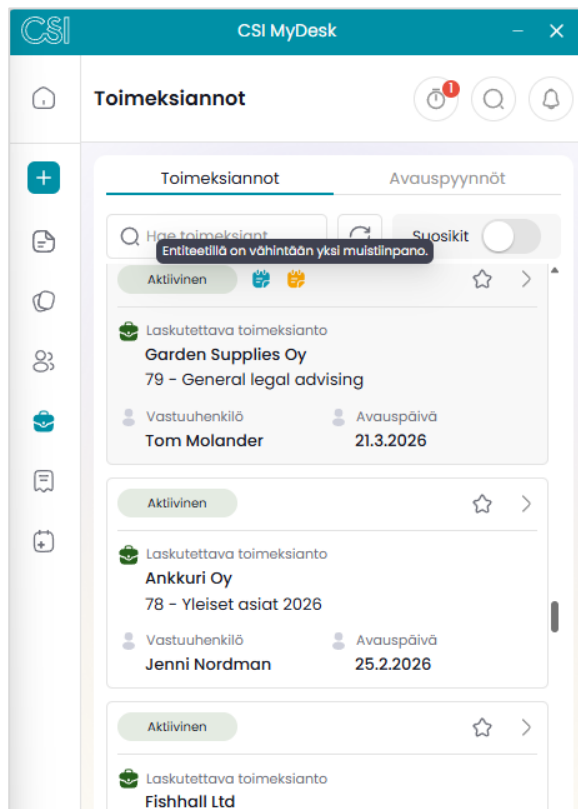 CSI
CSI MyDesk
Toimeksiannot
1
Toimeksiannot
Avauspyynnöt
Hae toimeksiant
Suosikit
Entiteetillä on vähintään yksi muistiinpano.
Aktiivinen
Laskutettava toimeksianto
Garden Supplies Oy
79 - General legal advising
Vastuuhenkilö
Avauspäivä
Tom Molander
21.3.2026
Aktiivinen
Laskutettava toimeksianto
Ankkuri Oy
78 - Yleiset asiat 2026
Vastuuhenkilö
Avauspäivä
Jenni Nordman
25.2.2026
Aktiivinen
Laskutettava toimeksianto
Fishhall Ltd